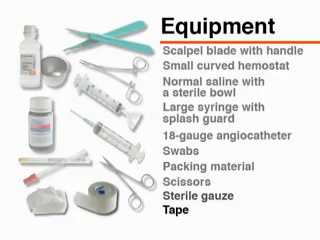 Equipment
Scalpel blade with handle
Small curved hemostat
Normal saline with
a sterile bowl
Large syringe with
splash guard
18-gauge angiocatheter
Swabs
Packing material
Scissors
Sterile gauze
Tape